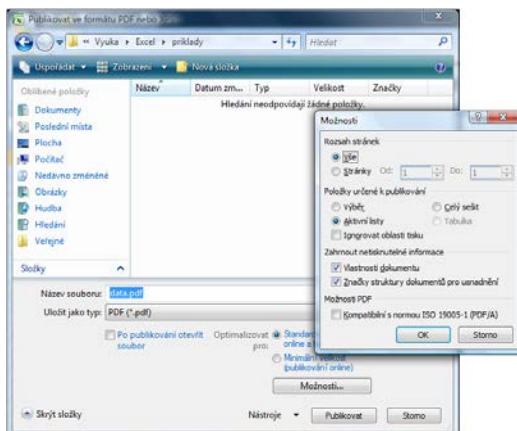 Publikovat ve formátu PDF nebo XPS
Výuka ▸ Excel ▸ příklady
Hledat
Uspořádat
Zobrazení
Nová složka
Oblíbené položky
Dokumenty
Poslední místa
Plocha
Počítač
Nedávno změněné
Obrázky
Hudba
Hledání
Veřejné
Složky
Název
Datum zm...
Typ
Velikost
Značky
Hledání neodpovídají žádné položky.
Název souboru: data.pdf
Uložit jako typ: PDF (*.pdf)
Po publikování otevřít
soubor
Optimalizovat
pro:
Standar
online a
Minimální velikost
(publikování online)
Možnosti...
Skrýt složky
Nástroje
Publikovat
Storno
Možnosti
Rozsah stránek
Vše
Stránky Od: 1 Do: 1
Položky určené k publikování
Výběr
Celý sešit
Aktivní listy
Tabulka
Ignorovat oblasti tisku
Zahrnout netisknutelné informace
Vlastnosti dokumentu
Značky struktury dokumentů pro usnadnění
Možnosti PDF
Kompatibilní s normou ISO 19005-1 (PDF/A)
OK
Storno